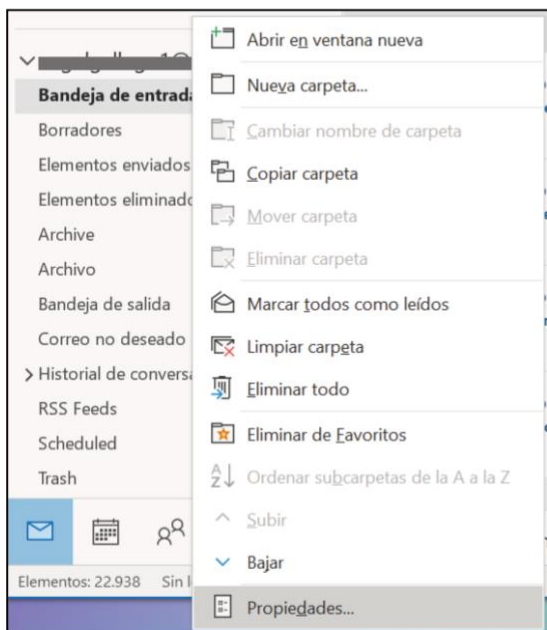 Bandeja de entrad
Borradores
Elementos enviados
Elementos eliminad
Archive
Archivo
Bandeja de salida
Correo no deseado
Historial de convers
RSS Feeds
Scheduled
Trash
Elementos: 22.938 Sin l
Abrir en ventana nueva
Nueva carpeta...
Cambiar nombre de carpeta
Copiar carpeta
Mover carpeta
Eliminar carpeta
Marcar todos como leídos
Limpiar carpeta
Eliminar todo
Eliminar de Favoritos
Ordenar subcarpetas de la A a la Z
Subir
Bajar
Propiedades...